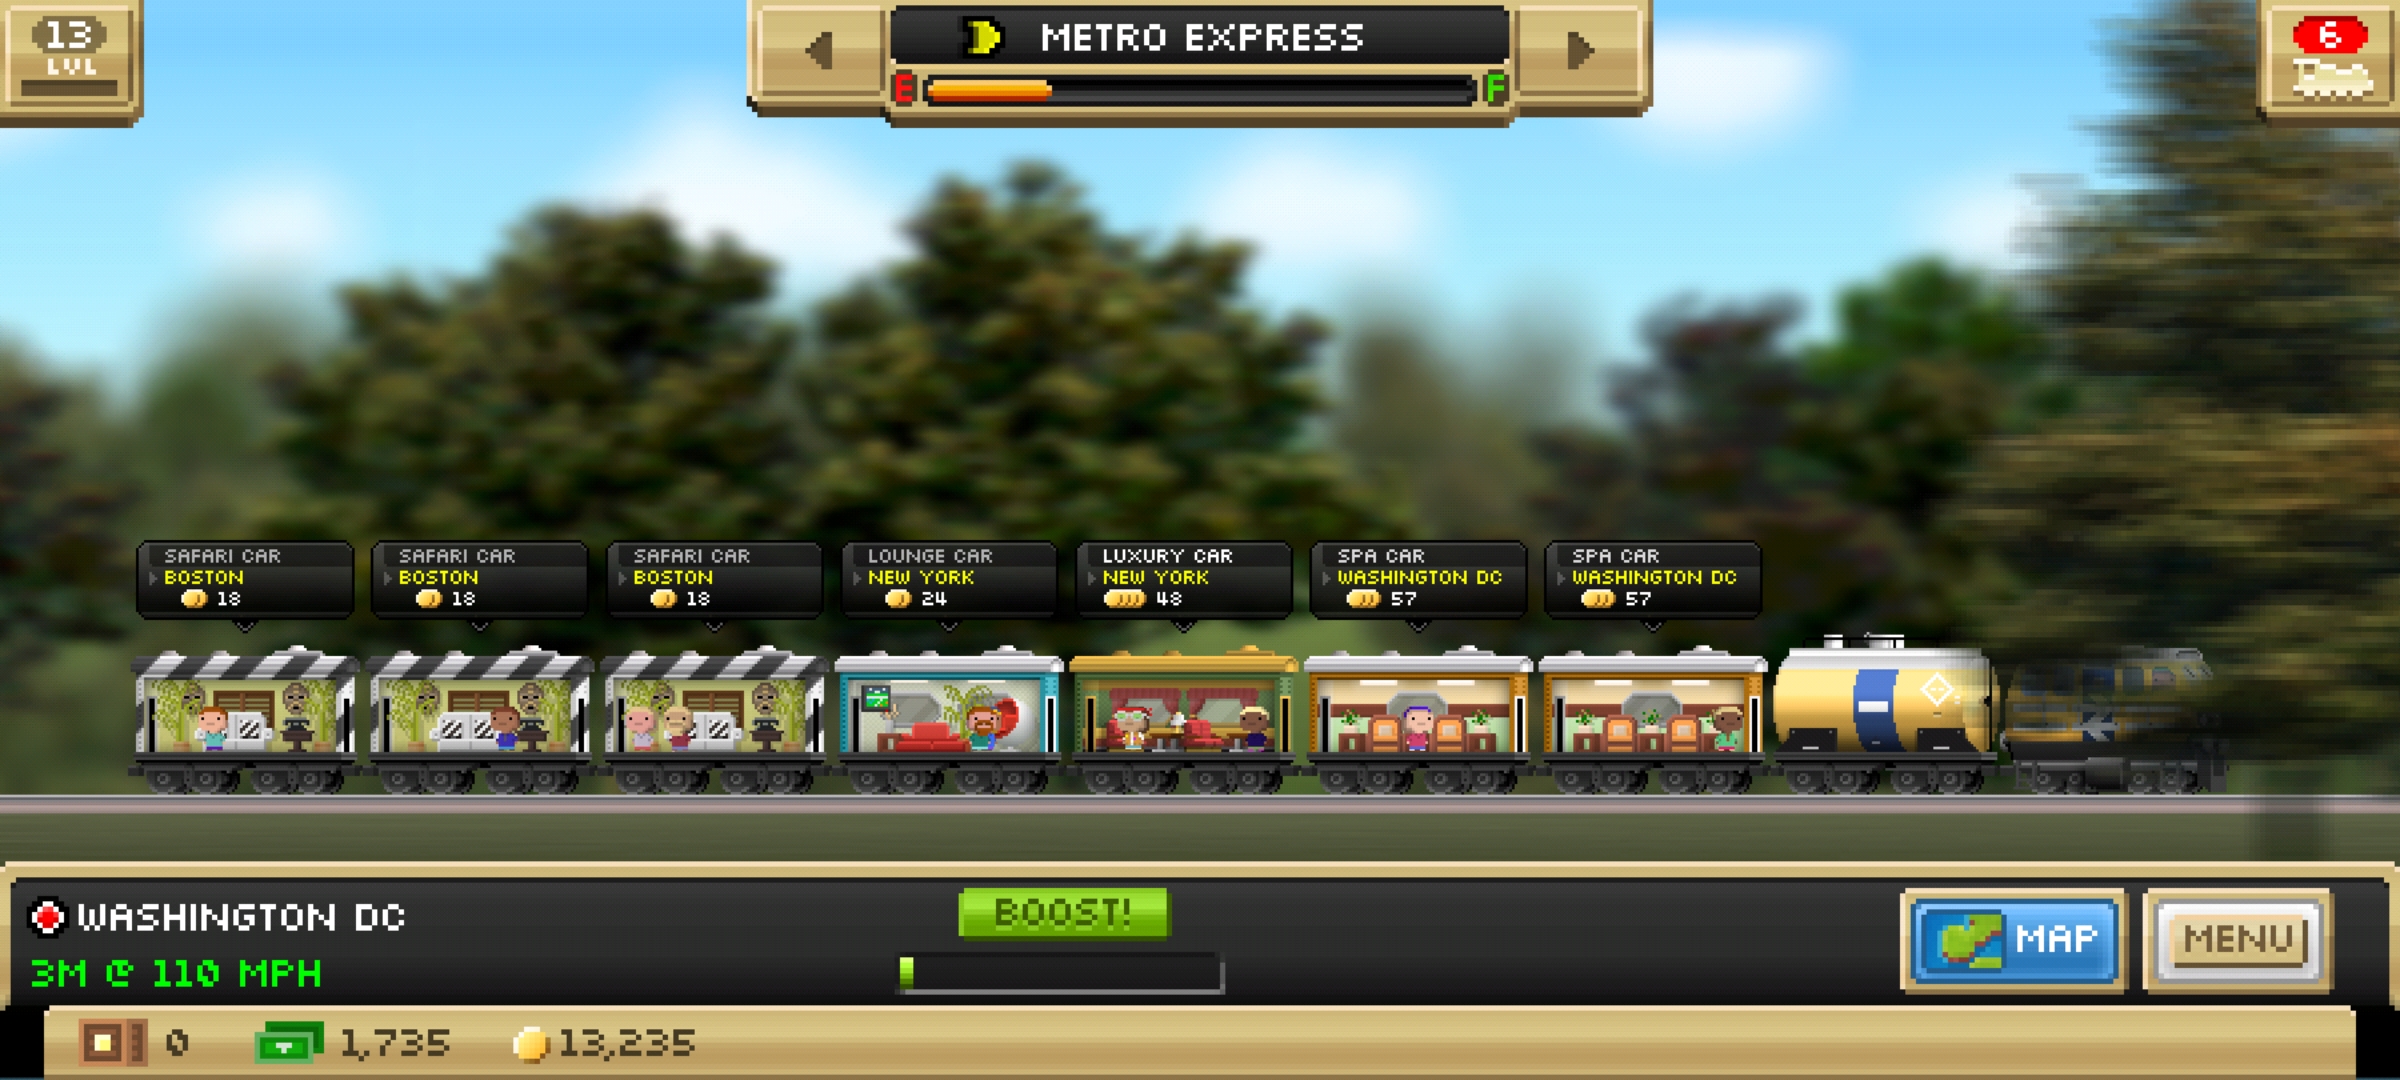 13
LVL
METRO EXPRESS
E
F
6
SAFARI CAR
BOSTON
18
SAFARI CAR
BOSTON
18
SAFARI CAR
BOSTON
18
LOUNGE CAR
NEW YORK
24
LUXURY CAR
NEW YORK
48
SPA CAR
WASHINGTON DC
57
SPA CAR
WASHINGTON DC
57
WASHINGTON DC
3M @ 110 MPH
BOOST!
MAP
MENU
0
1,735
13,235